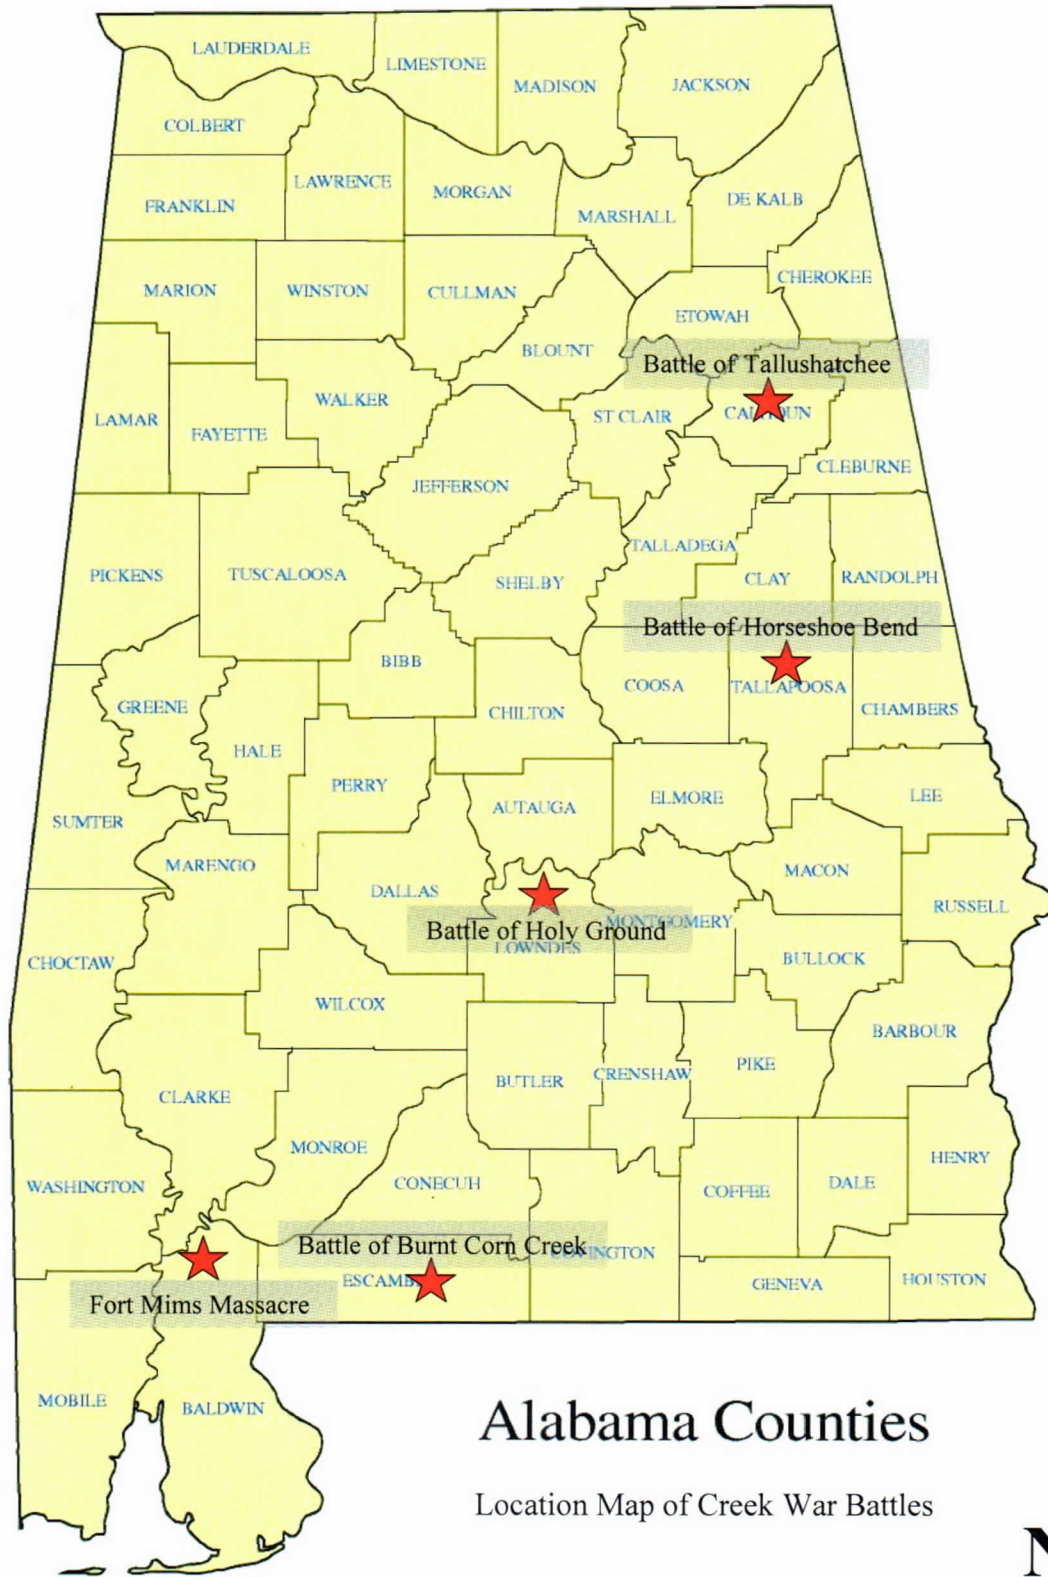 LAUDERDALE
LIMESTONE
MADISON
JACKSON
COLBERT
LAWRENCE
FRANKLIN
MORGAN
MARSHALL
DE KALB
CHEROKEE
MARION
WINSTON
CULLMAN
ETOWAH
BLOUNT
Battle of Tallushatchee
WALKER
LAMAR
FAYETTE
ST CLAIR
CLEBURNE
JEFFERSON
TALLADEGA
PICKENS
TUSCALOOSA
SHELBY
CLAY
RANDOLPH
Battle of Horseshoe Bend
BIBB
COOSA
TALLAPOOSA
GREENE
CHILTON
CHAMBERS
HALE
PERRY
AUTAUGA
ELMORE
LEE
SUMTER
MARENGO
DALLAS
MACON
RUSSELL
MONTGOMERY
Battle of Holy Ground
LOWNDES
CHOCTAW
BULLOCK
WILCOX
BARBOUR
CLARKE
BUTLER
CRENSHAW
PIKE
MONROE
CONECUH
HENRY
WASHINGTON
COFFEE
DALE
Battle of Burnt Corn Creek
GENEVA
HOUSTON
Fort Mims Massacre
MOBILE
BALDWIN
Alabama Counties
Location Map of Creek War Battles